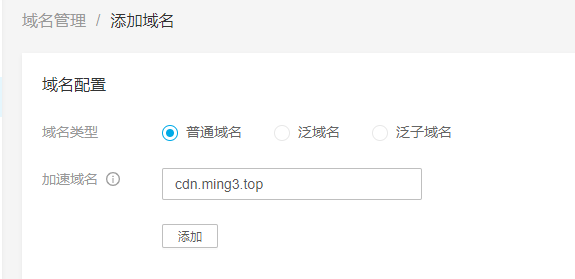 域名管理 / 添加域名
域名配置
域名类型 普通域名 泛域名 泛子域名
加速域名 cdn.ming3.top
添加